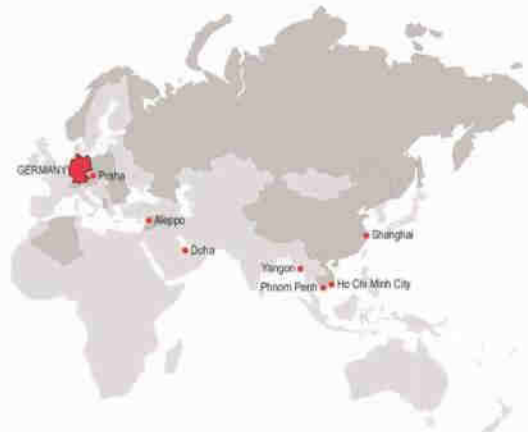 GERMANY
Praha
Aleppo
Doha
Shanghai
Yangon
Phnom Penh
Ho Chi Minh City